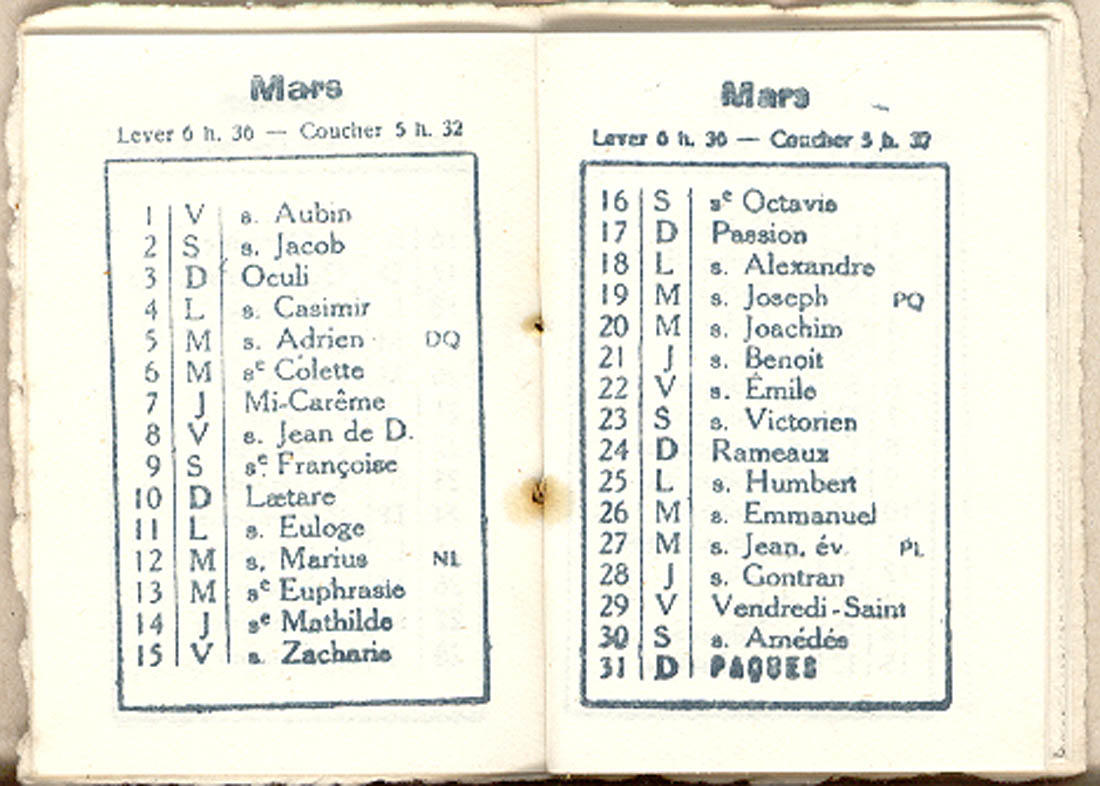 Mars
Lever 6 h. 36 — Coucher 5 h. 32
1 V s. Aubin
2 S s. Jacob
3 D Oculi
4 L s. Casimir
5 M s. Adrien DQ
6 M se Colette
7 J Mi-Carême
8 V s. Jean de D.
9 S se Françoise
10 D Lætare
11 L s. Euloge
12 M s. Marius NL
13 M se Euphrasie
14 J se Mathilde
15 V s. Zacharie
Mars
Lever 6 h. 36 — Coucher 5 h. 32
16 S se Octavie
17 D Passion
18 L s. Alexandre
19 M s. Joseph PQ
20 M s. Joachim
21 J s. Benoit
22 V s. Émile
23 S s. Victorien
24 D Rameaux
25 L s. Humbert
26 M s. Emmanuel
27 M s. Jean, év. PL
28 J s. Gontran
29 V Vendredi-Saint
30 S s. Amédée
31 D PAQUES